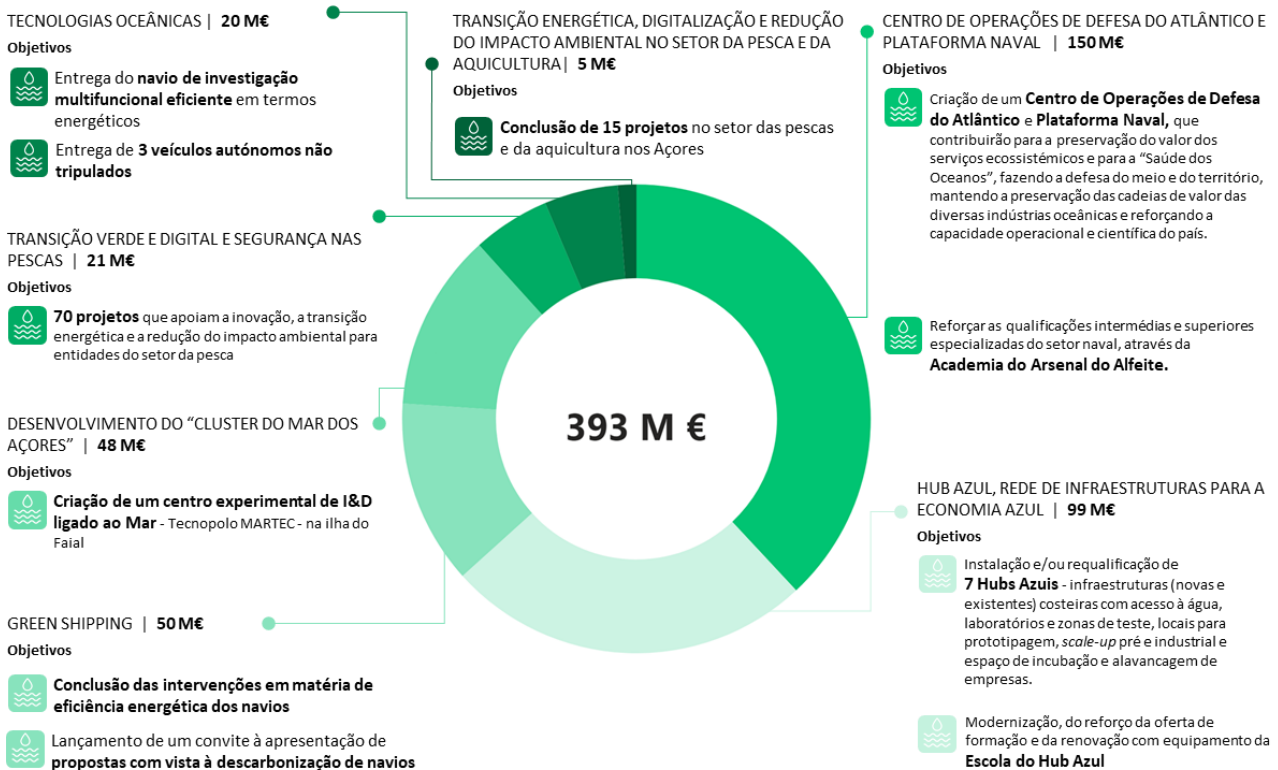 TECNOLOGIAS OCEÂNICAS | 20 M€
Objetivos
Entrega do navio de investigação
multifuncional eficiente em termos
energéticos
Entrega de 3 veículos autónomos não
tripulados
TRANSIÇÃO VERDE E DIGITAL E SEGURANÇA NAS
PESCAS | 21 M€
Objetivos
70 projetos que apoiam a inovação, a transição
energética e a redução do impacto ambiental para
entidades do setor da pesca
DESENVOLVIMENTO DO “CLUSTER DO MAR DOS
AÇORES” | 48 M€
Objetivos
Criação de um centro experimental de I&D
ligado ao Mar - Tecnopolo MARTEC - na ilha do
Faial
GREEN SHIPPING | 50 M€
Objetivos
Conclusão das intervenções em matéria de
eficiência energética dos navios
Lançamento de um convite à apresentação de
propostas com vista à descarbonização de navios
TRANSIÇÃO ENERGÉTICA, DIGITALIZAÇÃO E REDUÇÃO
DO IMPACTO AMBIENTAL NO SETOR DA PESCA E DA
AQUICULTURA| 5 M€
Objetivos
Conclusão de 15 projetos no setor das pescas
e da aquicultura nos Açores
393 M €
CENTRO DE OPERAÇÕES DE DEFESA DO ATLÂNTICO E
PLATAFORMA NAVAL | 150 M€
Objetivos
Criação de um Centro de Operações de Defesa
do Atlântico e Plataforma Naval, que
contribuirão para a preservação do valor dos
serviços ecossistémicos e para a “Saúde dos
Oceanos”, fazendo a defesa do meio e do território,
mantendo a preservação das cadeias de valor das
diversas indústrias oceânicas e reforçando a
capacidade operacional e científica do país.
Reforçar as qualificações intermédias e superiores
especializadas do setor naval, através da
Academia do Arsenal do Alfeite.
HUB AZUL, REDE DE INFRAESTRUTURAS PARA A
ECONOMIA AZUL | 99 M€
Objetivos
Instalação e/ou requalificação de
7 Hubs Azuis - infraestruturas (novas e
existentes) costeiras com acesso à água,
laboratórios e zonas de teste, locais para
prototipagem, scale-up pré e industrial e
espaço de incubação e alavancagem de
empresas.
Modernização, do reforço da oferta de
formação e da renovação com equipamento da
Escola do Hub Azul